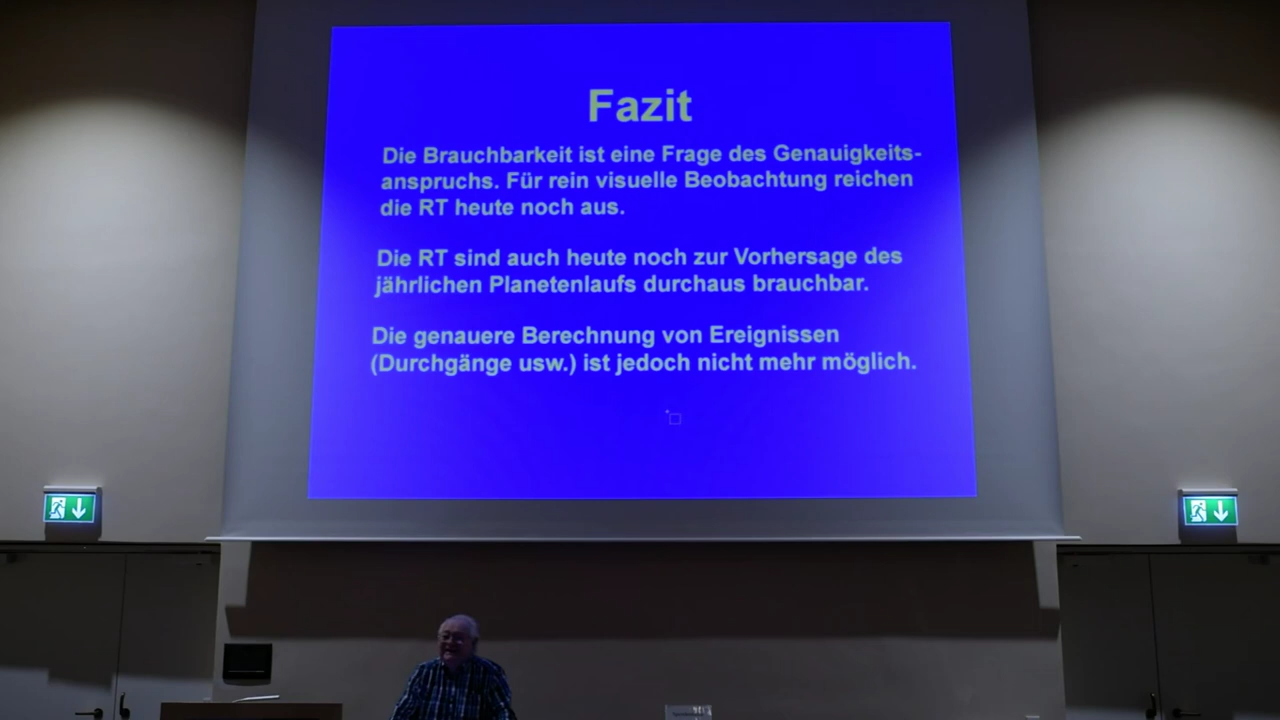 Fazit
Die Brauchbarkeit ist eine Frage des Genauigkeits-
anspruchs. Für rein visuelle Beobachtung reichen
die RT heute noch aus.
Die RT sind auch heute noch zur Vorhersage des
jährlichen Planetenlaufs durchaus brauchbar.
Die genauere Berechnung von Ereignissen
(Durchgänge usw.) ist jedoch nicht mehr möglich.